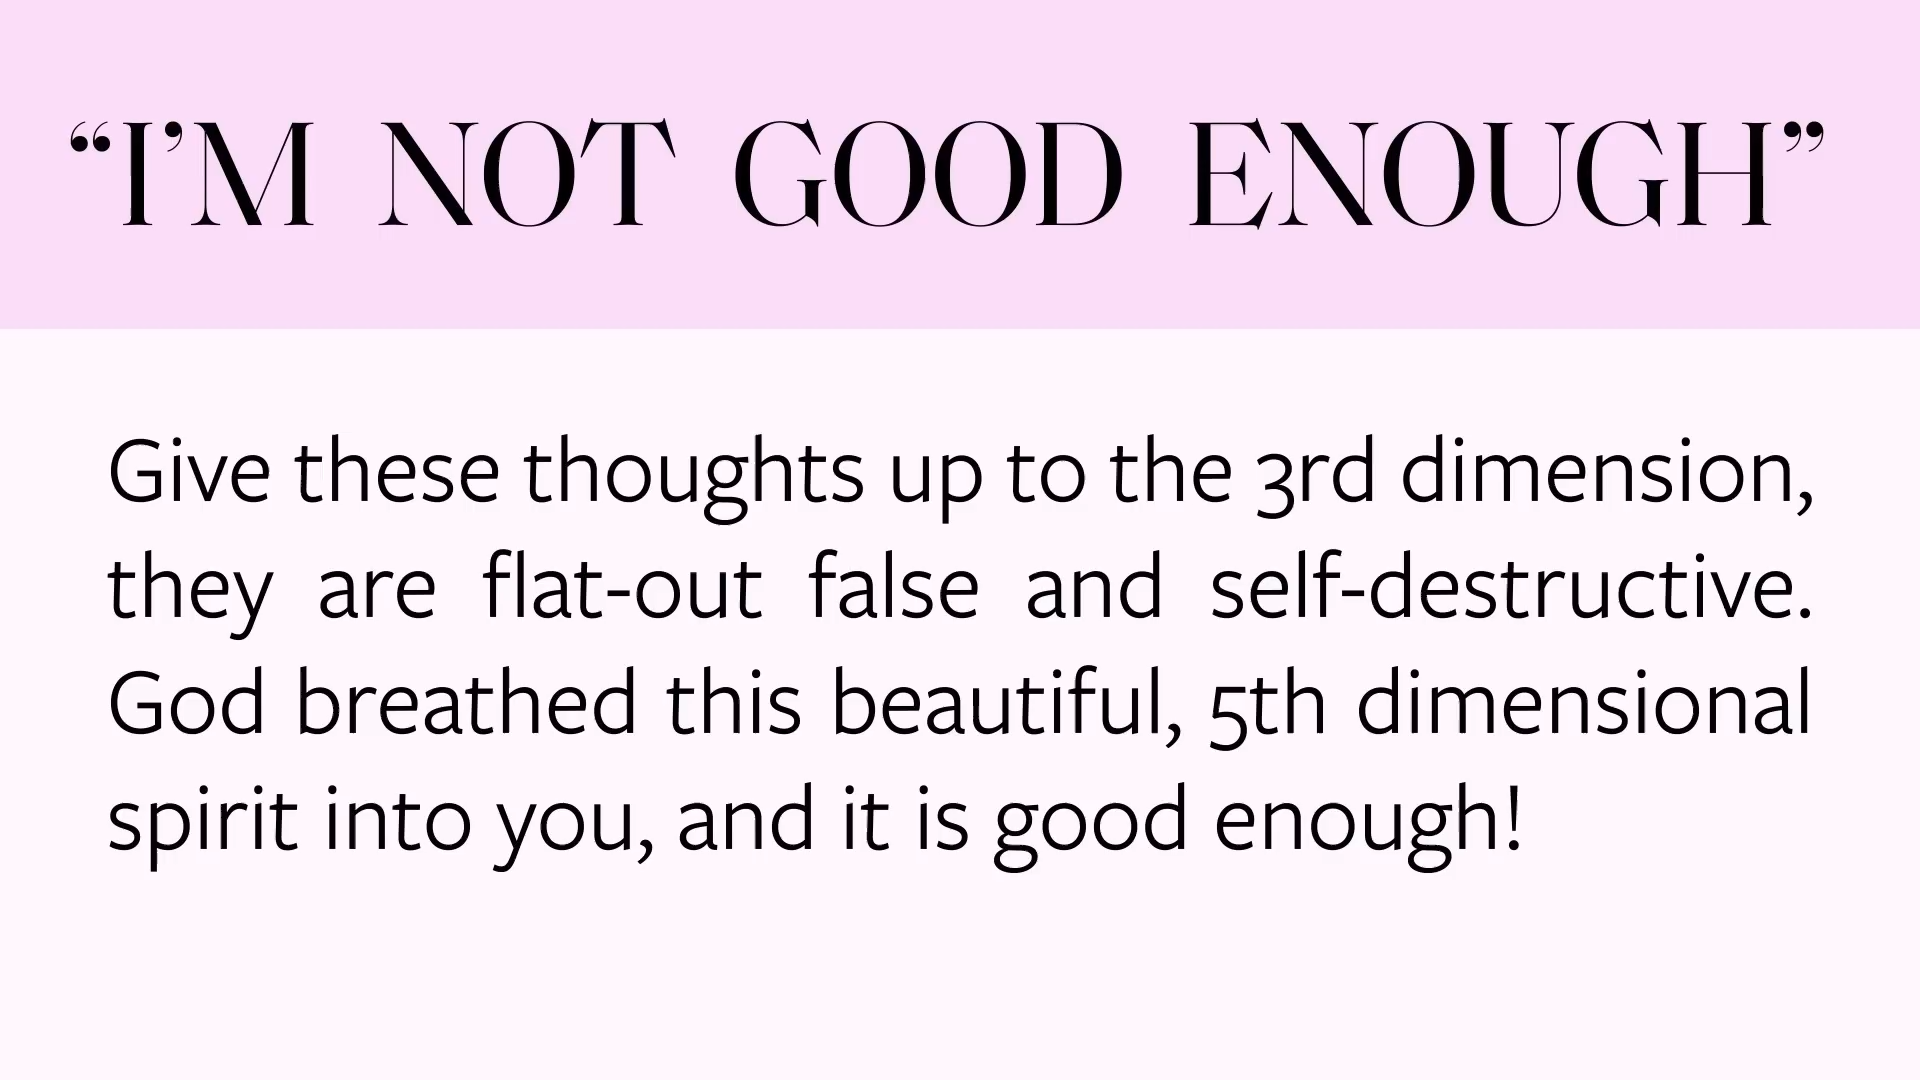 “I’M NOT GOOD ENOUGH”
Give these thoughts up to the 3rd dimension,
they are flat-out false and self-destructive.
God breathed this beautiful, 5th dimensional
spirit into you, and it is good enough!